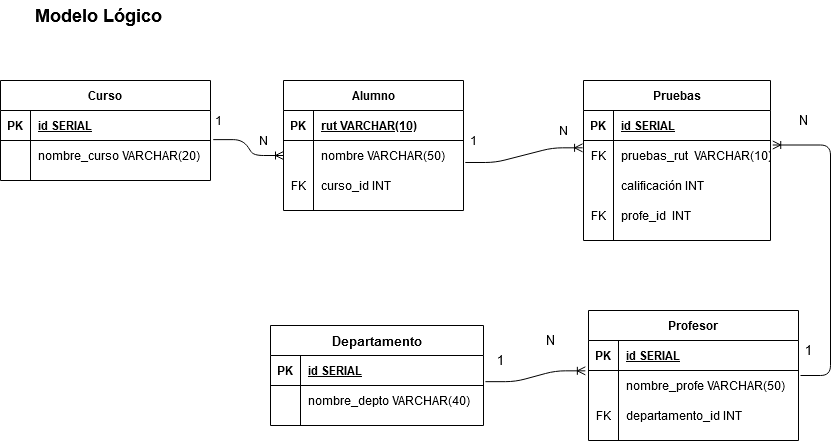 Modelo Lógico
Curso
PK id SERIAL
nombre_curso VARCHAR(20)
1
N
Alumno
PK rut VARCHAR(10)
nombre VARCHAR(50)
FK curso_id INT
1
N
Pruebas
PK id SERIAL
FK pruebas_rut VARCHAR(10)
calificación INT
FK profe_id INT
N
Departamento
PK id SERIAL
nombre_depto VARCHAR(40)
1
N
Profesor
PK id SERIAL
nombre_profe VARCHAR(50)
FK departamento_id INT
1